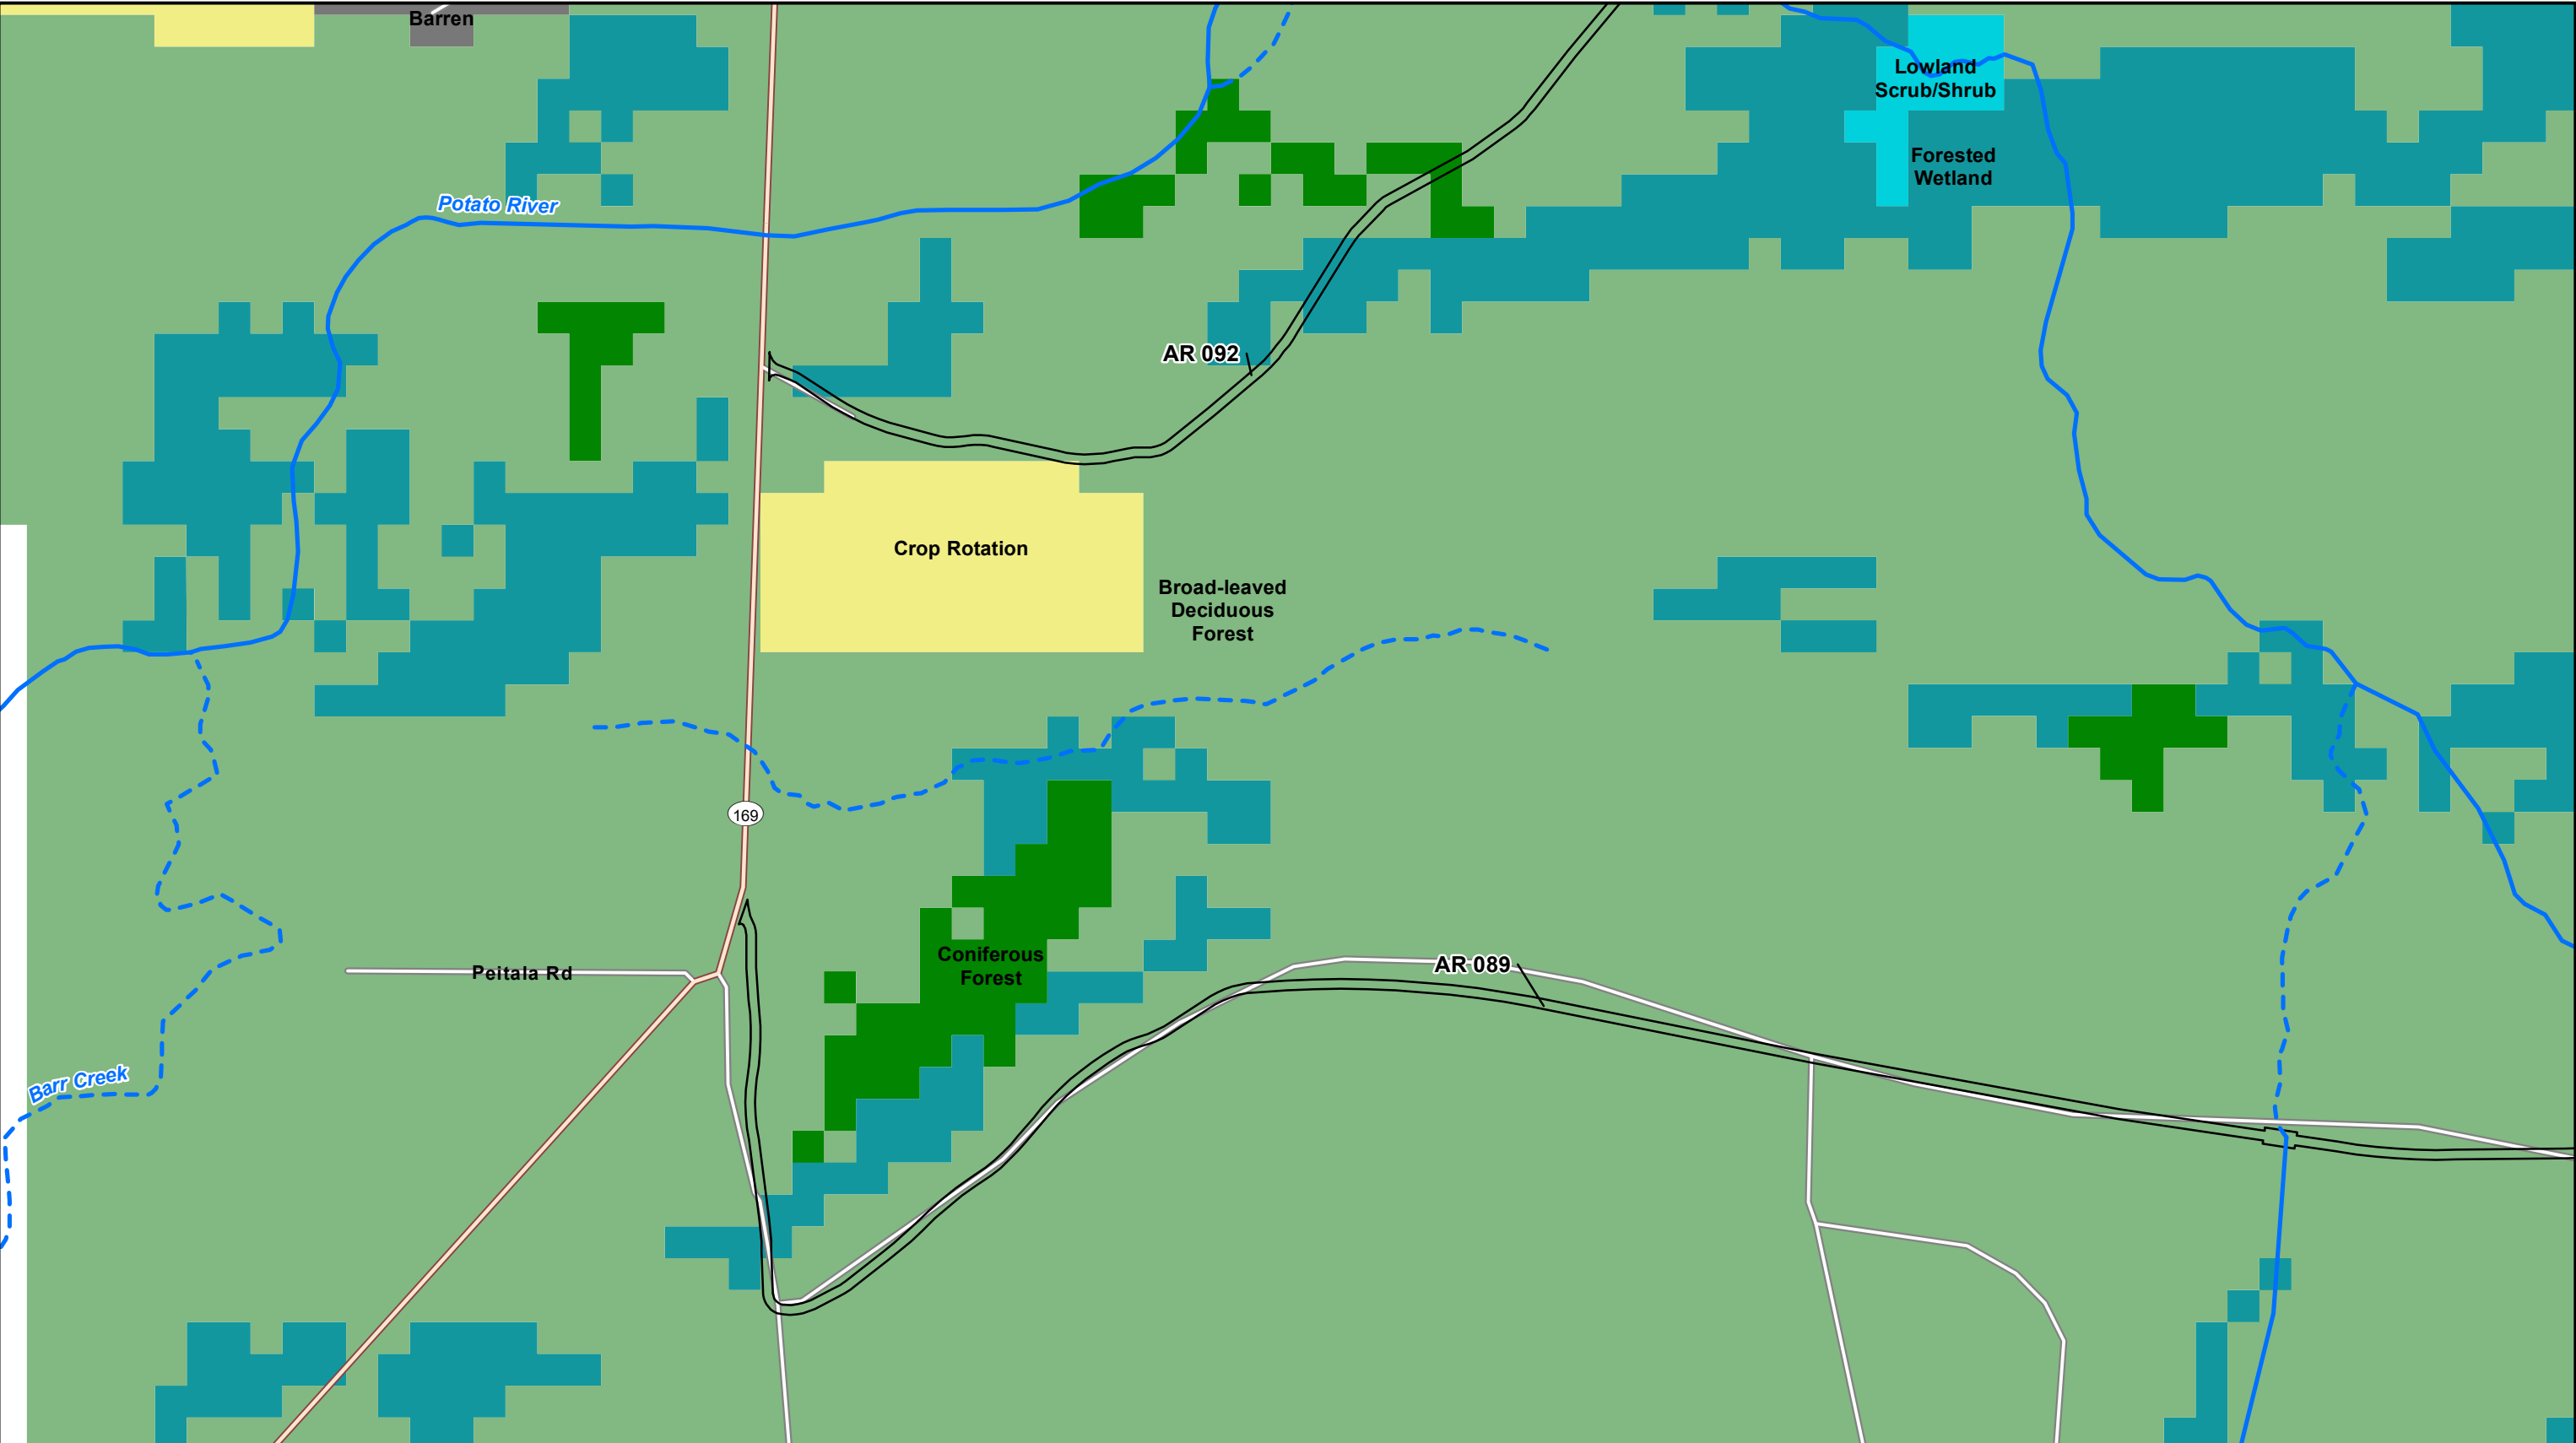 Barren
Lowland
Scrub/Shrub
Forested
Wetland
Potato River
AR 092
Crop Rotation
Broad-leaved
Deciduous
Forest
169
Coniferous
Forest
AR 089
Peitala Rd
Barr Creek